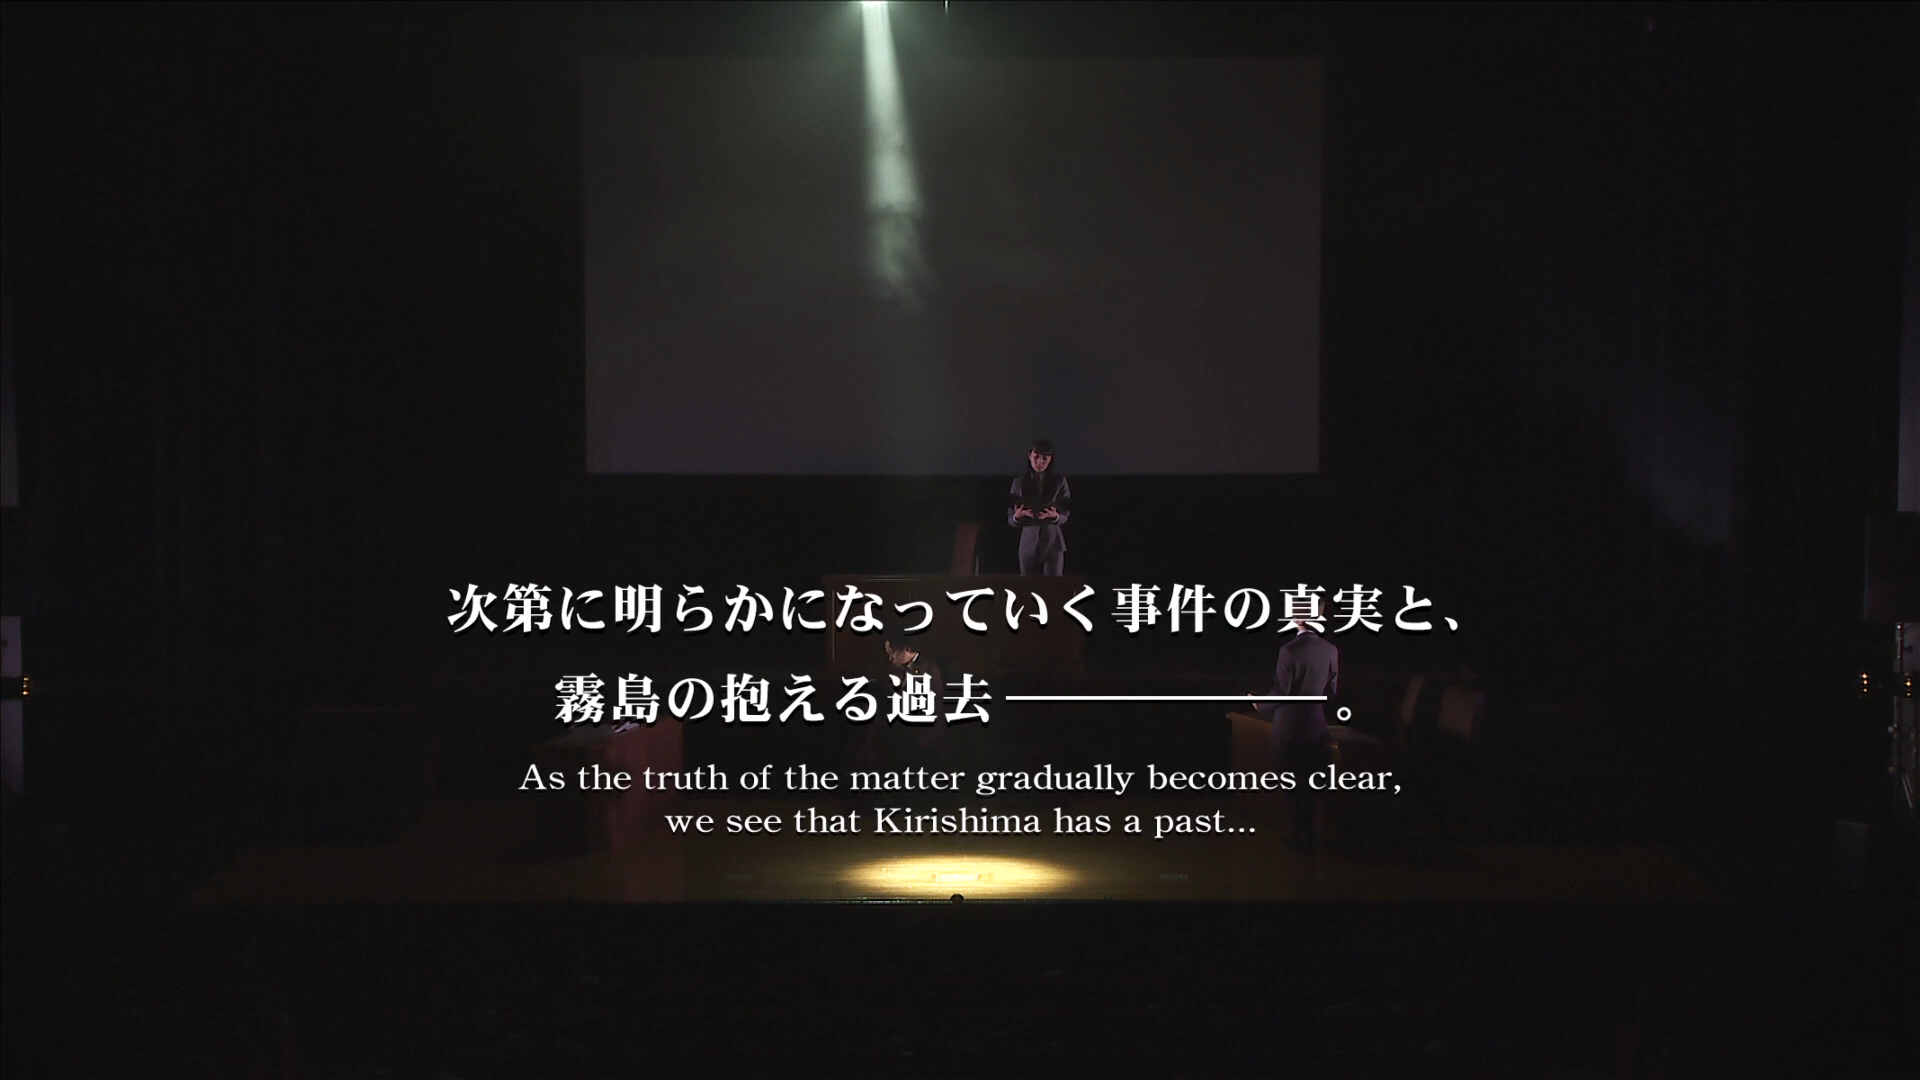 次第に明らかになっていく事件の真実と、
霧島の抱える過去――――――。
As the truth of the matter gradually becomes clear,
we see that Kirishima has a past...